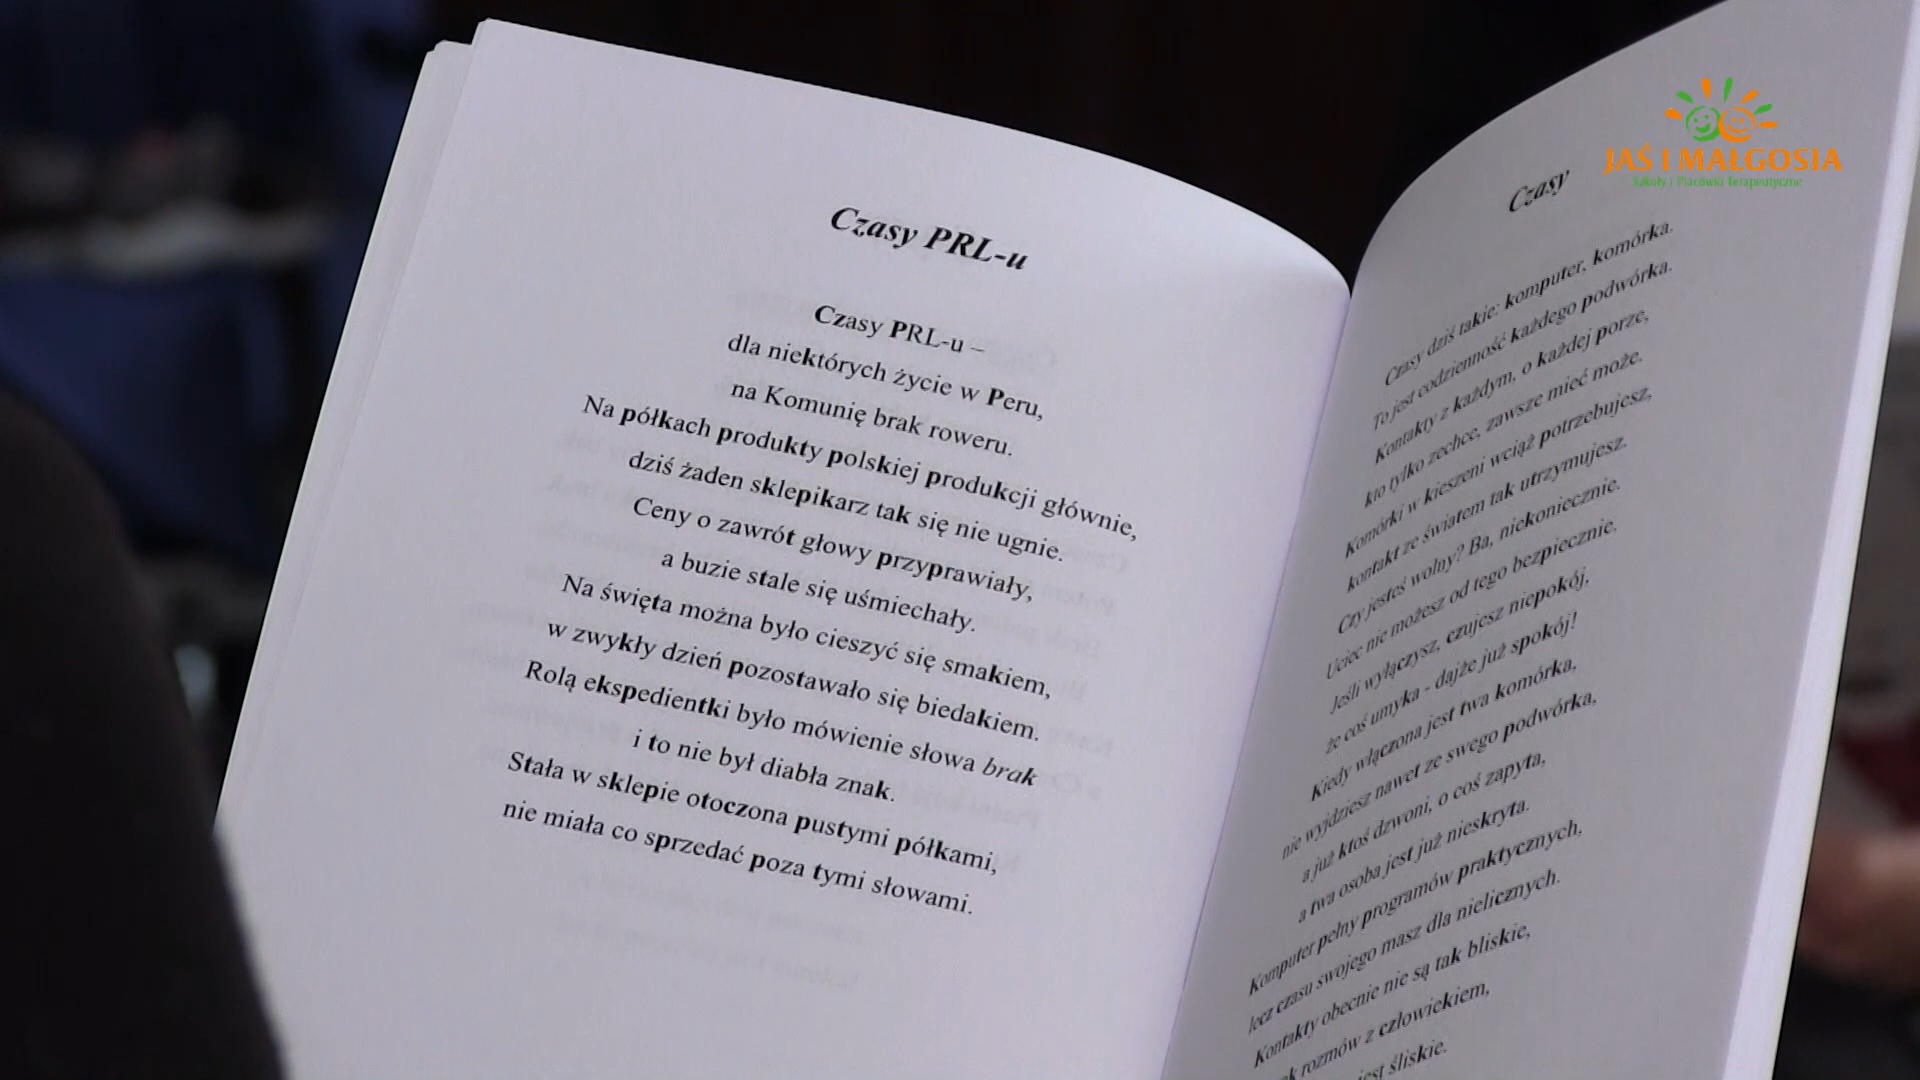 Czasy PRL-u
Czasy PRL-u –
dla niektórych życie w Peru,
na Komunię brak roweru.
Na półkach produkty polskiej produkcji głównie,
dziś żaden sklepikarz tak się nie ugnie.
Ceny o zawrót głowy przyprawiały,
a buzie stale się uśmiechały.
Na święta można było cieszyć się smakiem,
w zwykły dzień pozostawało się biedakiem.
Rolą ekspedientki było mówienie słowa brak
i to nie był diabła znak.
Stała w sklepie otoczona pustymi półkami,
nie miała co sprzedać poza tymi słowami.
JAŚ I MAŁGOSIA
Szkoły i Placówki Terapeutyczne
Czasy
Czasy dziś takie: komputer, komórka.
To jest codzienność każdego podwórka.
Kontakty z każdym, o każdej porze,
kto tylko zechce, zawsze mieć może.
Komórki w kieszeni wciąż potrzebujesz,
kontakt ze światem tak utrzymujesz.
Czy jesteś wolny? Ba, niekoniecznie.
Uciec nie możesz od tego bezpiecznie.
Jeśli wyłączysz, czujesz niepokój,
że coś umyka - dajże już spokój!
Kiedy włączona jest twa komórka,
nie wyjdziesz nawet ze swego podwórka,
a już ktoś dzwoni, o coś zapyta,
a twa osoba jest już nieskryta.
Komputer pełny programów praktycznych,
lecz czasu swojego masz dla nielicznych.
Kontakty obecnie nie są tak bliskie,
rozmów z człowiekiem,
jest śliskie.